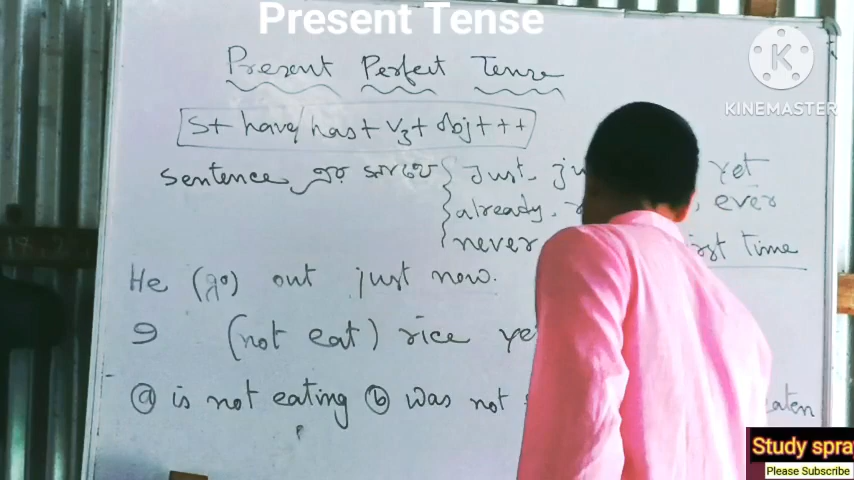 Present Tense
Present Perfect Tense
KINEMASTER
S+ have/has + V3 + obj + + +
sentence এর মধ্যে Just, yet
already, ever
never first time
He (go) out just now.
(not eat) rice
ⓐ is not eating ⓑ was not eaten
Study spra
Please Subscribe